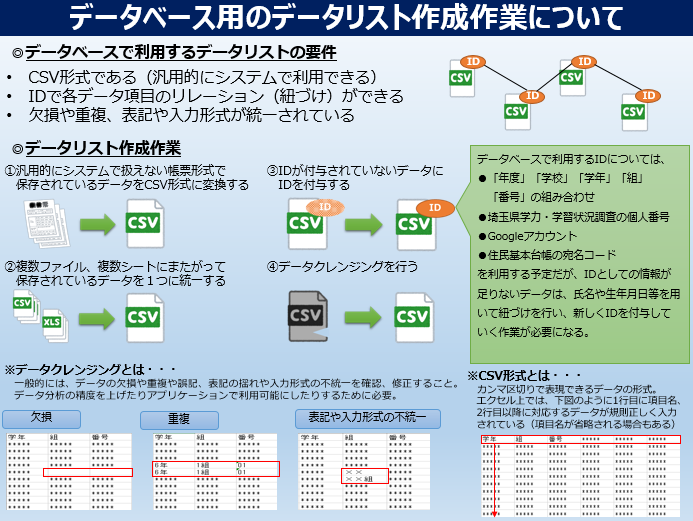 データベース用のデータリスト作成作業について
◎データベースで利用するデータリストの要件
• CSV形式である（汎用的にシステムで利用できる）
• IDで各データ項目のリレーション（紐づけ）ができる
• 欠損や重複、表記や入力形式が統一されている
ID
ID
CSV
CSV
ID
ID
CSV
CSV
◎データリスト作成作業
①汎用的にシステムで扱えない帳票形式で
保存されているデータをCSV形式に変換する
CSV
②複数ファイル、複数シートにまたがって
保存されているデータを１つに統一する
CSV
XLS
CSV
③IDが付与されていないデータに
IDを付与する
ID
CSV
ID
CSV
④データクレンジングを行う
CSV
CSV
データベースで利用するIDについては、
●「年度」「学校」「学年」「組」
「番号」の組み合わせ
●埼玉県学力・学習状況調査の個人番号
●Googleアカウント
●住民基本台帳の宛名コード
を利用する予定だが、IDとしての情報が
足りないデータは、氏名や生年月日等を用
いて紐づけを行い、新しくIDを付与して
いく作業が必要になる。
※データクレンジングとは・・・
一般的には、データの欠損や重複や誤記、表記の揺れや入力形式の不統一を確認、修正すること。
データ分析の精度を上げたりアプリケーションで利用可能にしたりするために必要。
欠損
学年 組 番号
重複
学年 組 番号
6年 1組 01
6年 1組 01
表記や入力形式の不統一
学年 組 番号
××
××組
※CSV形式とは・・・
カンマ区切りで表現できるデータの形式。
エクセル上では、下図のように1行目に項目名、
2行目以降に対応するデータが規則正しく入力
されている（項目名が省略される場合もある）
学年 組 番号